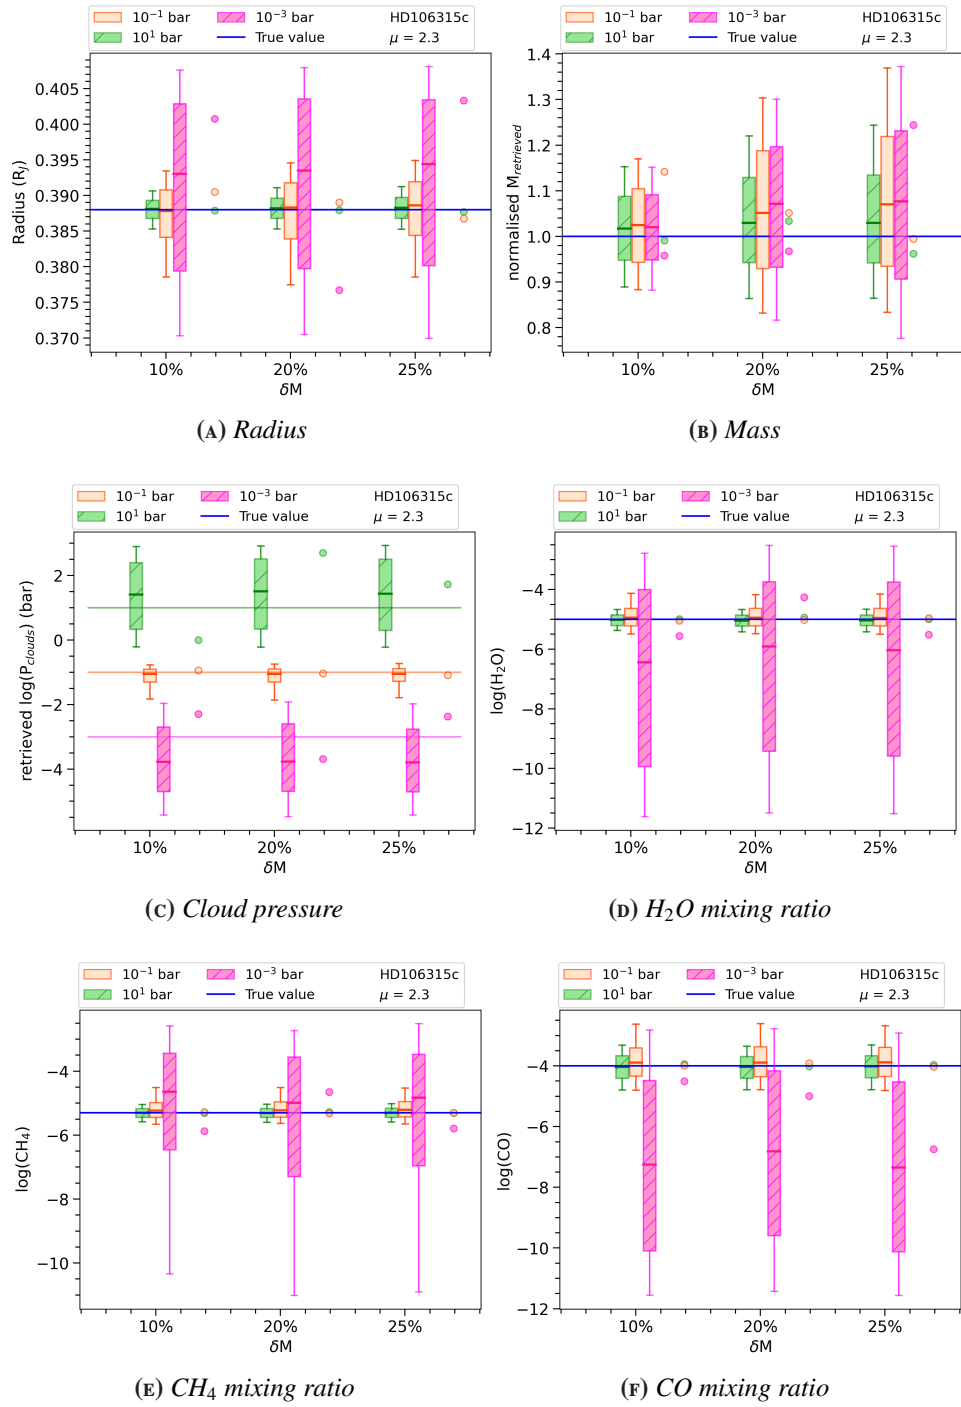 10⁻¹ bar 10⁻³ bar HD106315c
10¹ bar True value μ = 2.3
Radius (R_J)
0.405
0.400
0.395
0.390
0.385
0.380
0.375
0.370
10% 20% 25%
δM
(A) Radius
10⁻¹ bar 10⁻³ bar HD106315c
10¹ bar True value μ = 2.3
normalised M_retrieved
1.4
1.3
1.2
1.1
1.0
0.9
0.8
10% 20% 25%
δM
(B) Mass
10⁻¹ bar 10⁻³ bar HD106315c
10¹ bar True value μ = 2.3
retrieved log(P_clouds) (bar)
2
0
−2
−4
10% 20% 25%
δM
(C) Cloud pressure
10⁻¹ bar 10⁻³ bar HD106315c
10¹ bar True value μ = 2.3
log(H₂O)
−4
−6
−8
−10
−12
10% 20% 25%
δM
(D) H₂O mixing ratio
10⁻¹ bar 10⁻³ bar HD106315c
10¹ bar True value μ = 2.3
log(CH₄)
−4
−6
−8
−10
10% 20% 25%
δM
(E) CH₄ mixing ratio
10⁻¹ bar 10⁻³ bar HD106315c
10¹ bar True value μ = 2.3
log(CO)
−4
−6
−8
−10
−12
10% 20% 25%
δM
(F) CO mixing ratio